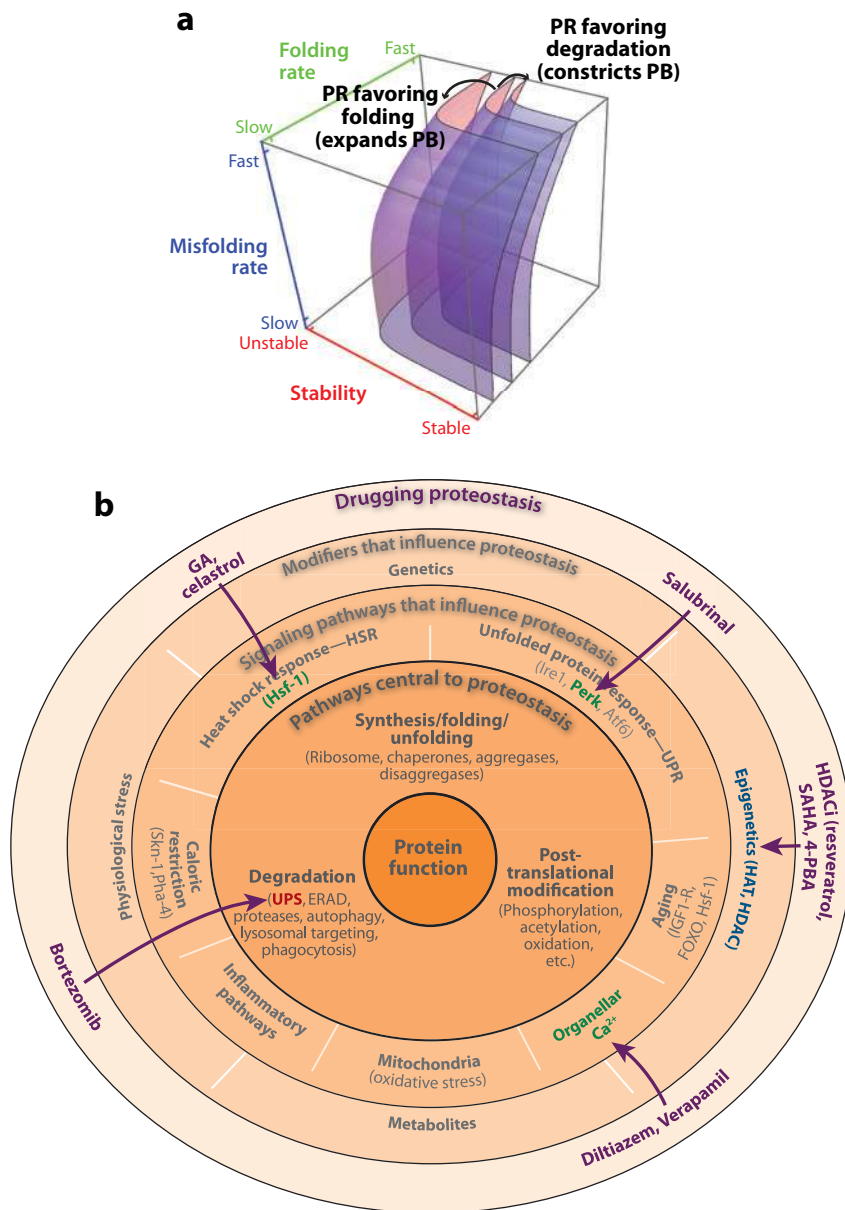 a
PR favoring
degradation
(constricts PB)
Folding
rate
Fast
PR favoring
folding
(expands PB)
Slow
Fast
Misfolding
rate
Slow
Unstable
Stability
Stable
b
Drugging proteostasis
Modifiers that influence proteostasis
Genetics
GA,
celastrol
Salubrinal
Signaling pathways that influence proteostasis
Heat shock response—HSR
(Hsf-1)
Unfolded protein response—UPR
(Ire1, Perk, Atf6)
Pathways central to proteostasis
Synthesis/folding/
unfolding
(Ribosome, chaperones, aggregases,
disaggregases)
Protein
function
Degradation
(UPS, ERAD,
proteases, autophagy,
lysosomal targeting,
phagocytosis)
Post-
translational
modification
(Phosphorylation,
acetylation,
oxidation,
etc.)
Physiological stress
Caloric
restriction
(Skn-1,Pha-4)
Epigenetics (HAT, HDAC)
HDACi (resveratrol,
SAHA, 4-PBA
Aging
(IGF1-R,
FOXO, Hsf-1)
Bortezomib
Inflammatory
pathways
Organellar
Ca²⁺
Mitochondria
(oxidative stress)
Metabolites
Diltiazem, Verapamil